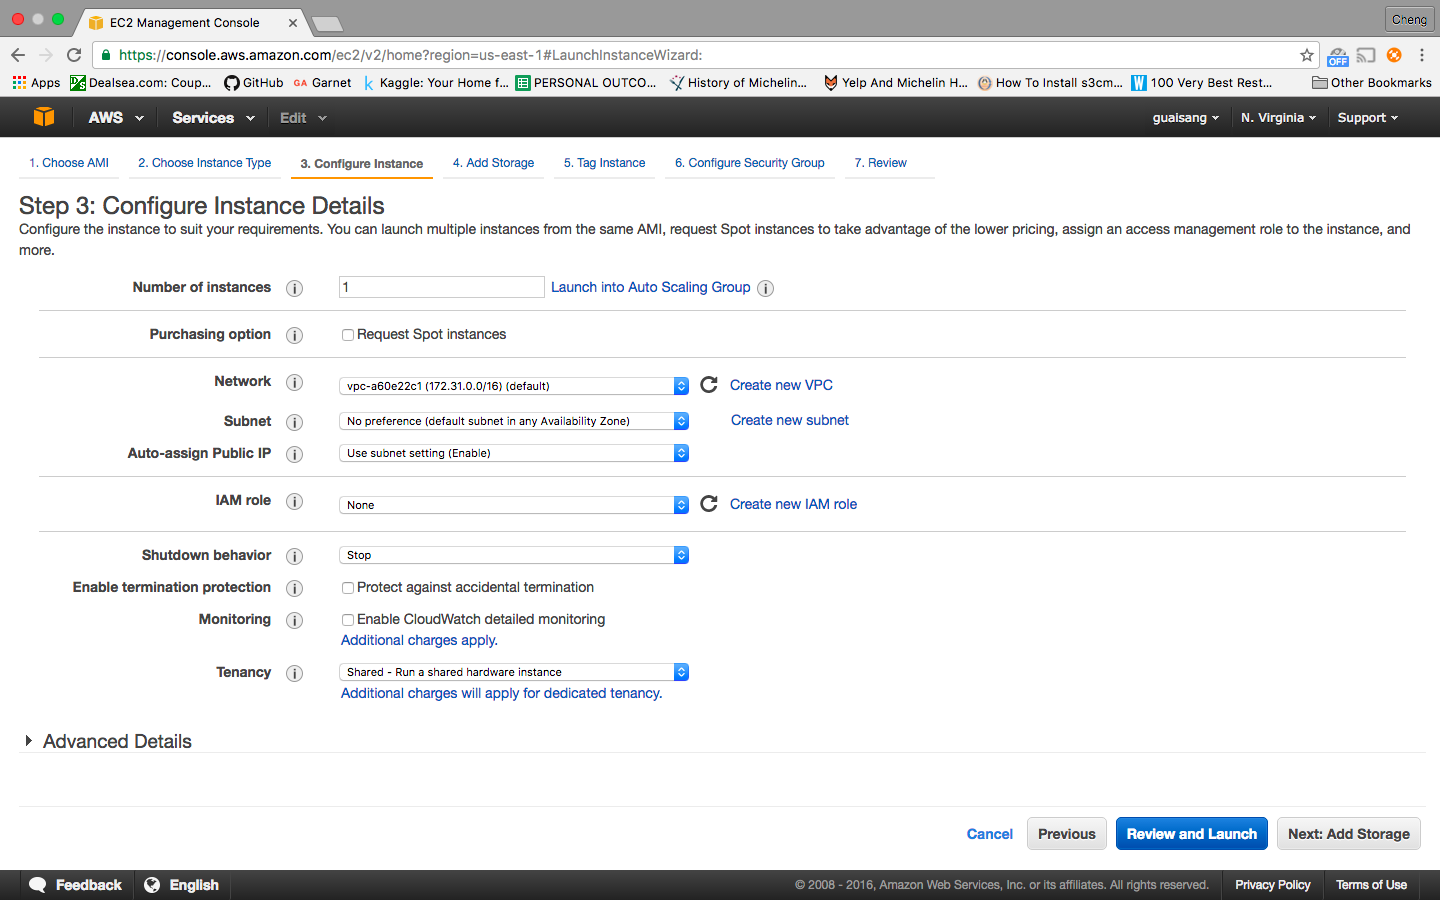 EC2 Management Console
Cheng
https://console.aws.amazon.com/ec2/v2/home?region=us-east-1#LaunchInstanceWizard:
OFF
Apps Dealsea.com: Coup... GitHub GA Garnet k Kaggle: Your Home f... PERSONAL OUTCO... History of Michelin... Yelp And Michelin H... How To Install s3cm... W 100 Very Best Rest... Other Bookmarks
AWS Services Edit guaisang N. Virginia Support
1. Choose AMI 2. Choose Instance Type 3. Configure Instance 4. Add Storage 5. Tag Instance 6. Configure Security Group 7. Review
Step 3: Configure Instance Details
Configure the instance to suit your requirements. You can launch multiple instances from the same AMI, request Spot instances to take advantage of the lower pricing, assign an access management role to the instance, and
more.
Number of instances i 1 Launch into Auto Scaling Group i
Purchasing option i Request Spot instances
Network i vpc-a60e22c1 (172.31.0.0/16) (default) Create new VPC
Subnet i No preference (default subnet in any Availability Zone) Create new subnet
Auto-assign Public IP i Use subnet setting (Enable)
IAM role i None Create new IAM role
Shutdown behavior i Stop
Enable termination protection i Protect against accidental termination
Monitoring i Enable CloudWatch detailed monitoring
Additional charges apply.
Tenancy i Shared - Run a shared hardware instance
Additional charges will apply for dedicated tenancy.
Advanced Details
Cancel Previous Review and Launch Next: Add Storage
Feedback English © 2008 - 2016, Amazon Web Services, Inc. or its affiliates. All rights reserved. Privacy Policy Terms of Use